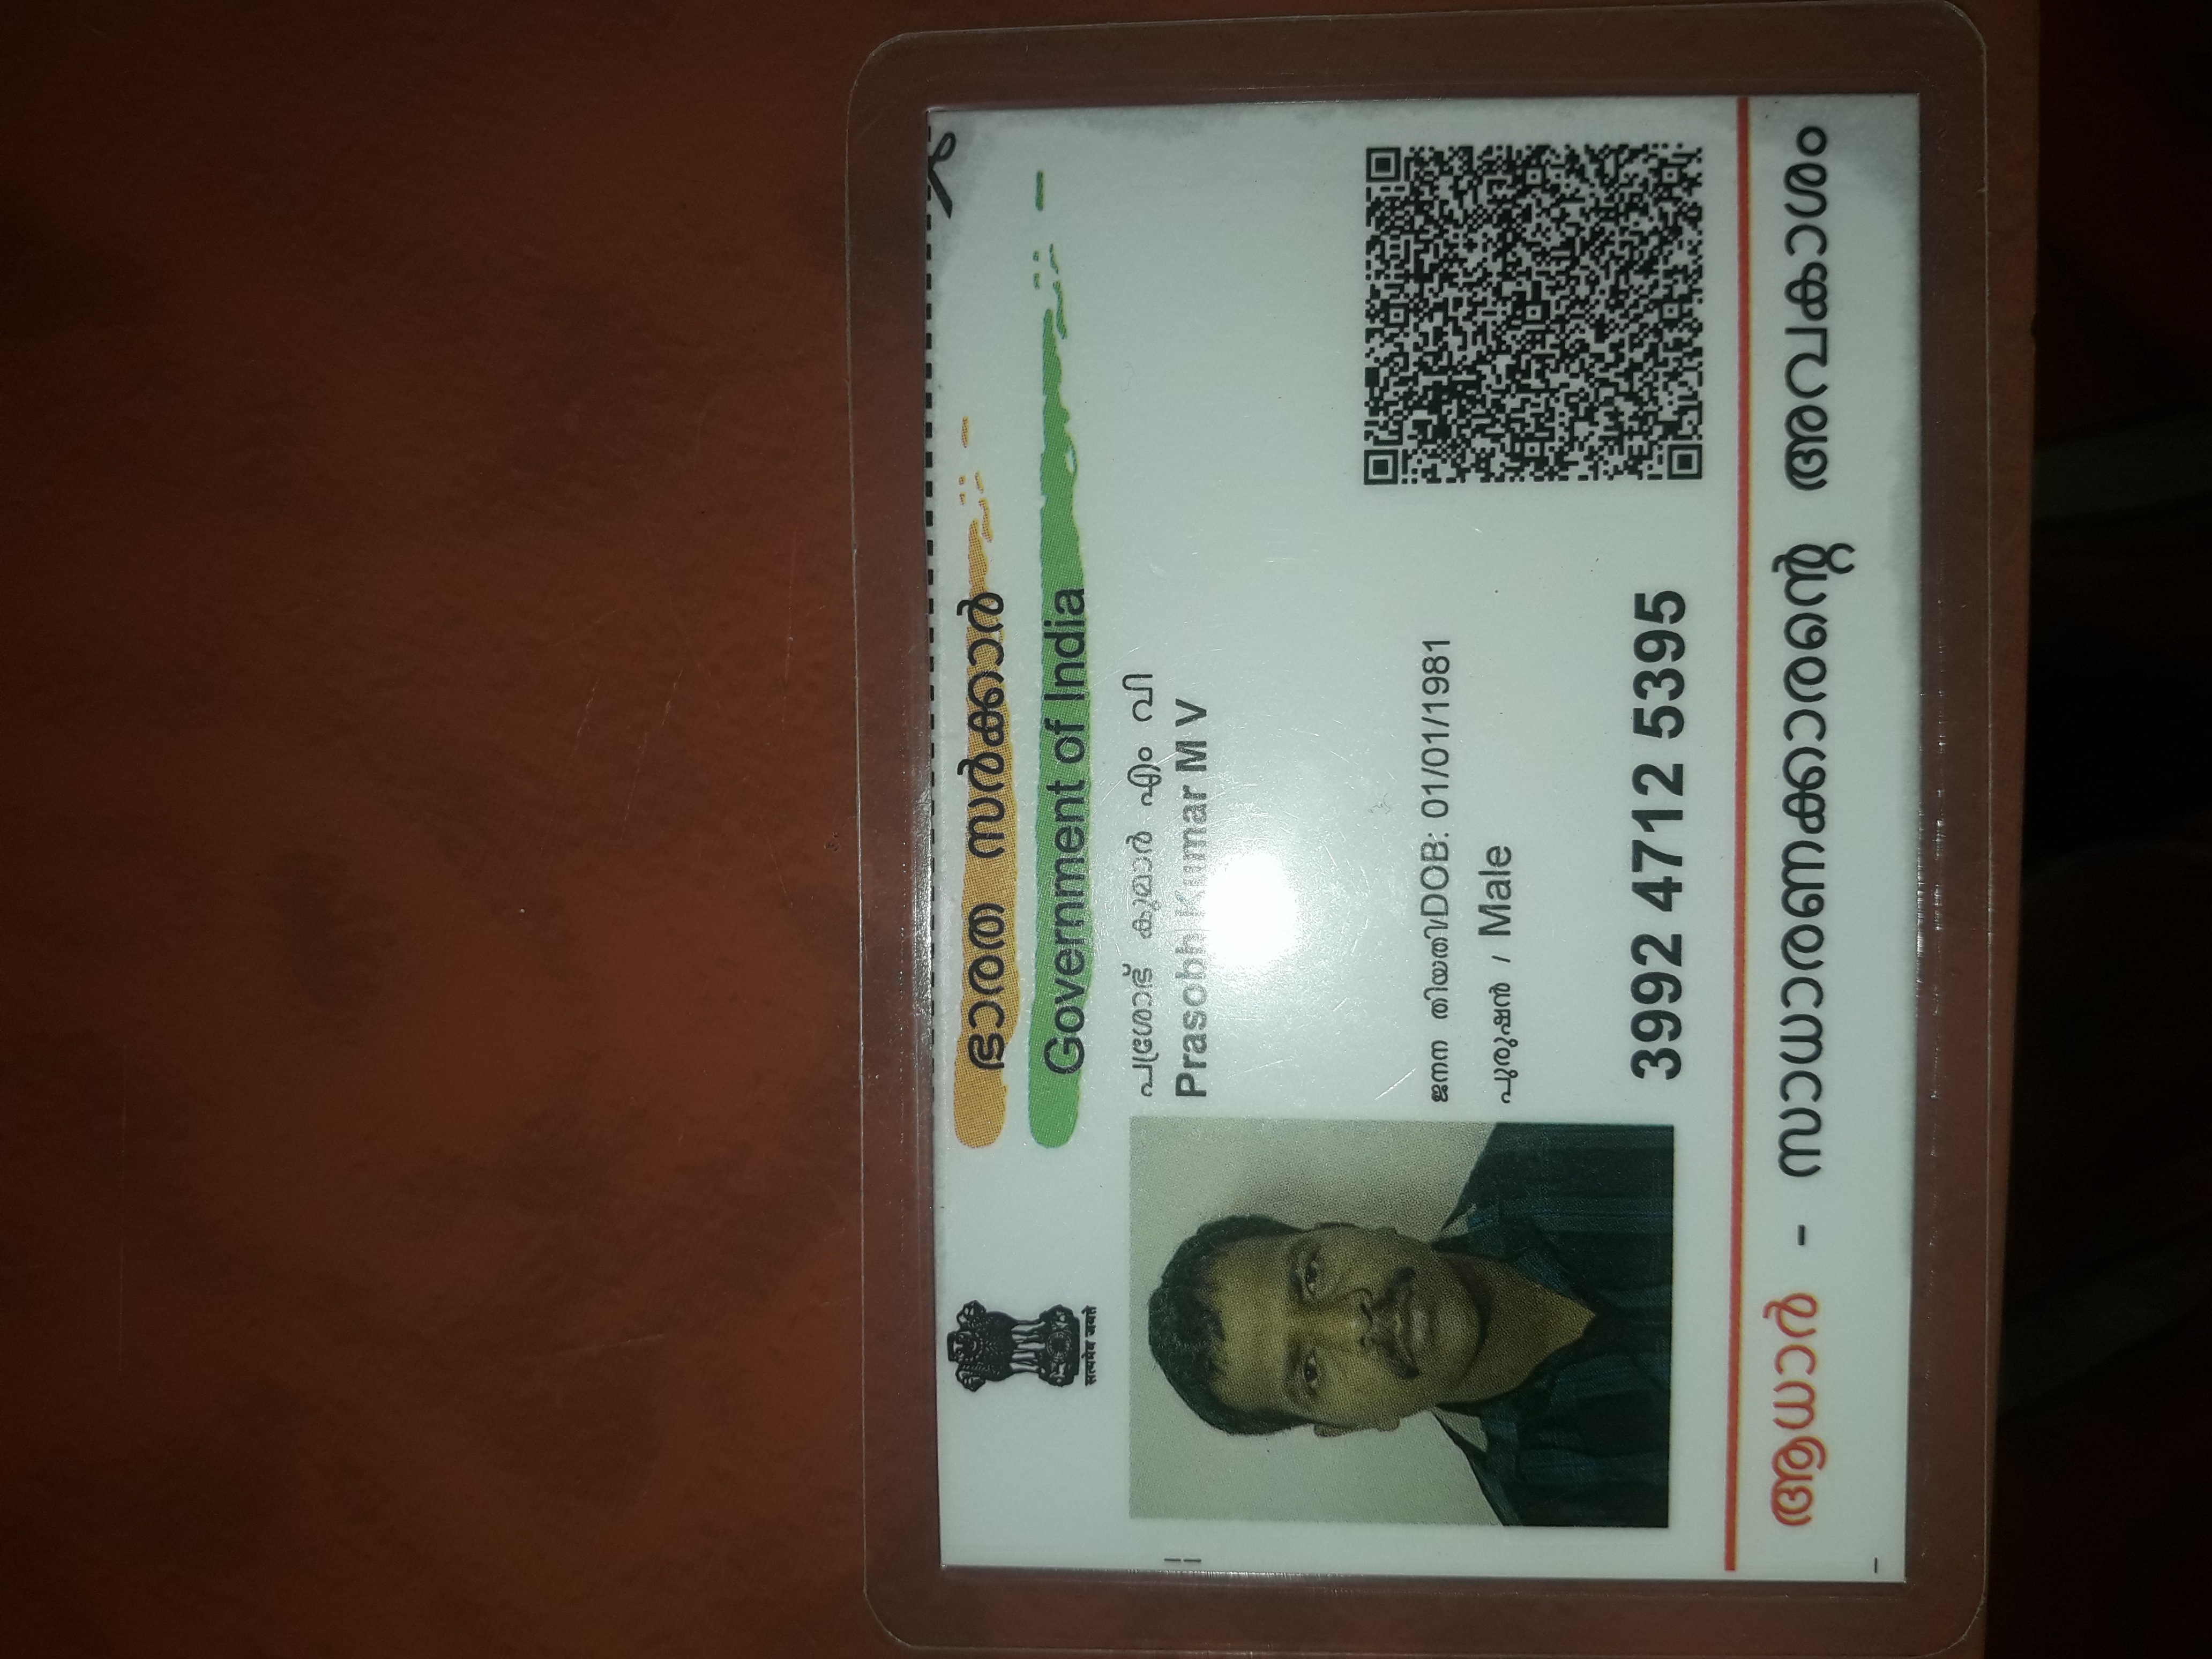 ഭാരത സർക്കാർ
Government of India
सत्यमेव जयते
പ്രശോഭ് കുമാർ എം വി
Prasobh Kumar M V
ജനന തിയതി/DOB: 01/01/1981
പുരുഷൻ / Male
3992 4712 5395
ആധാർ - സാധാരണക്കാരന്റെ അവകാശം